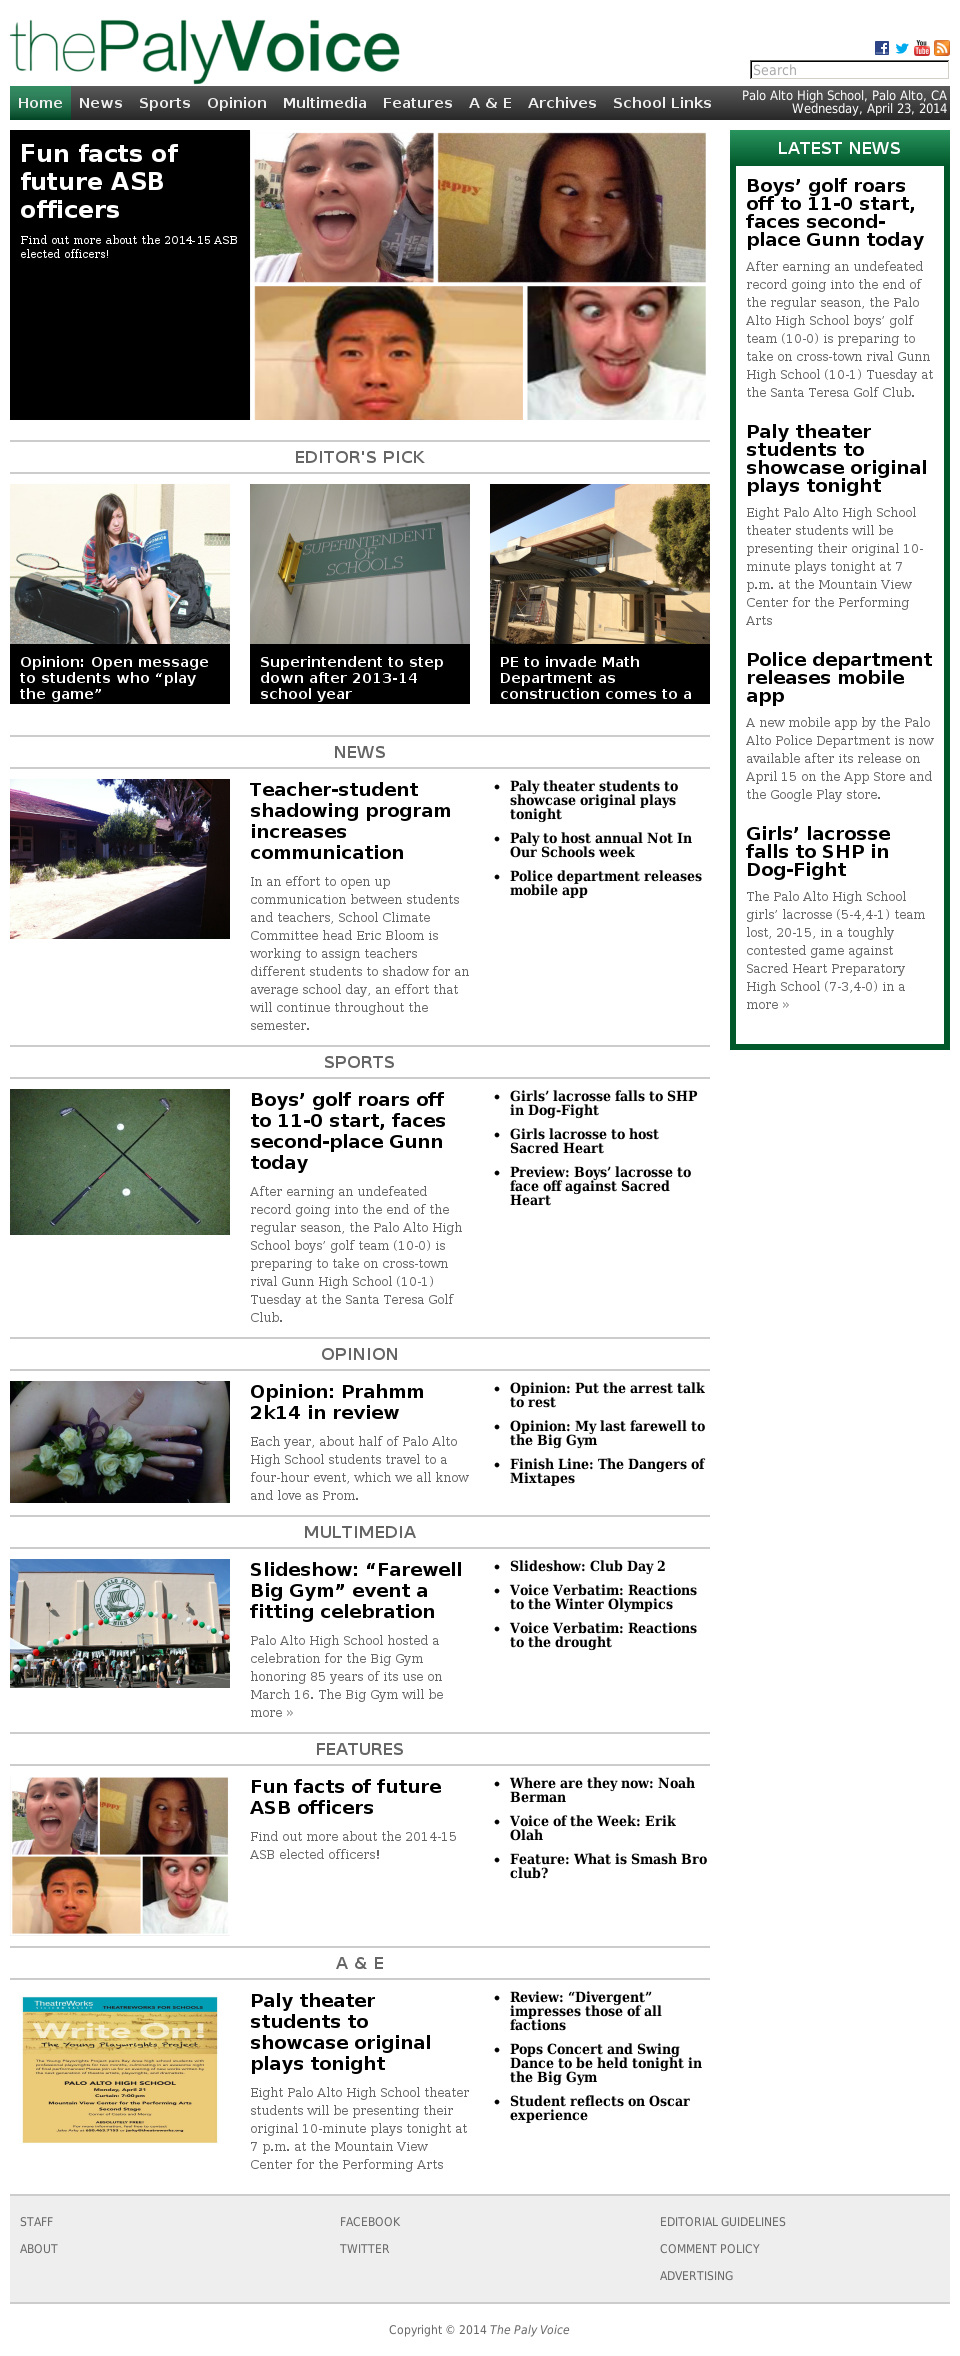 thePalyVoice
Search
Home News Sports Opinion Multimedia Features A & E Archives School Links
Palo Alto High School, Palo Alto, CA
Wednesday, April 23, 2014
Fun facts of
future ASB
officers
Find out more about the 2014-15 ASB
elected officers!
EDITOR'S PICK
SUPERINTENDENT
OF
SCHOOLS
Opinion: Open message
to students who “play
the game”
Superintendent to step
down after 2013-14
school year
PE to invade Math
Department as
construction comes to a
NEWS
Teacher-student
shadowing program
increases
communication
In an effort to open up
communication between students
and teachers, School Climate
Committee head Eric Bloom is
working to assign teachers
different students to shadow for an
average school day, an effort that
will continue throughout the
semester.
• Paly theater students to
showcase original plays
tonight
• Paly to host annual Not In
Our Schools week
• Police department releases
mobile app
SPORTS
Boys’ golf roars off
to 11-0 start, faces
second-place Gunn
today
After earning an undefeated
record going into the end of the
regular season, the Palo Alto High
School boys’ golf team (10-0) is
preparing to take on cross-town
rival Gunn High School (10-1)
Tuesday at the Santa Teresa Golf
Club.
• Girls’ lacrosse falls to SHP
in Dog-Fight
• Girls lacrosse to host
Sacred Heart
• Preview: Boys’ lacrosse to
face off against Sacred
Heart
OPINION
Opinion: Prahmm
2k14 in review
Each year, about half of Palo Alto
High School students travel to a
four-hour event, which we all know
and love as Prom.
• Opinion: Put the arrest talk
to rest
• Opinion: My last farewell to
the Big Gym
• Finish Line: The Dangers of
Mixtapes
MULTIMEDIA
PALO ALTO
SENIOR HIGH SCHOOL
Slideshow: “Farewell
Big Gym” event a
fitting celebration
Palo Alto High School hosted a
celebration for the Big Gym
honoring 85 years of its use on
March 16. The Big Gym will be
more »
• Slideshow: Club Day 2
• Voice Verbatim: Reactions
to the Winter Olympics
• Voice Verbatim: Reactions
to the drought
FEATURES
Fun facts of future
ASB officers
Find out more about the 2014-15
ASB elected officers!
• Where are they now: Noah
Berman
• Voice of the Week: Erik
Olah
• Feature: What is Smash Bro
club?
A & E
TheatreWorks
THEATREWORKS FOR SCHOOLS
Write On!
The Young Playwrights Project
PALO ALTO HIGH SCHOOL
Monday, April 21
Curtain: 7:00pm
Mountain View Center for the Performing Arts
Second Stage
ABSOLUTELY FREE!
Paly theater
students to
showcase original
plays tonight
Eight Palo Alto High School theater
students will be presenting their
original 10-minute plays tonight at
7 p.m. at the Mountain View
Center for the Performing Arts
• Review: “Divergent”
impresses those of all
factions
• Pops Concert and Swing
Dance to be held tonight in
the Big Gym
• Student reflects on Oscar
experience
LATEST NEWS
Boys’ golf roars
off to 11-0 start,
faces second-
place Gunn today
After earning an undefeated
record going into the end of
the regular season, the Palo
Alto High School boys’ golf
team (10-0) is preparing to
take on cross-town rival Gunn
High School (10-1) Tuesday at
the Santa Teresa Golf Club.
Paly theater
students to
showcase original
plays tonight
Eight Palo Alto High School
theater students will be
presenting their original 10-
minute plays tonight at 7
p.m. at the Mountain View
Center for the Performing
Arts
Police department
releases mobile
app
A new mobile app by the Palo
Alto Police Department is now
available after its release on
April 15 on the App Store and
the Google Play store.
Girls’ lacrosse
falls to SHP in
Dog-Fight
The Palo Alto High School
girls’ lacrosse (5-4,4-1) team
lost, 20-15, in a toughly
contested game against
Sacred Heart Preparatory
High School (7-3,4-0) in a
more »
STAFF
ABOUT
FACEBOOK
TWITTER
EDITORIAL GUIDELINES
COMMENT POLICY
ADVERTISING
Copyright © 2014 The Paly Voice